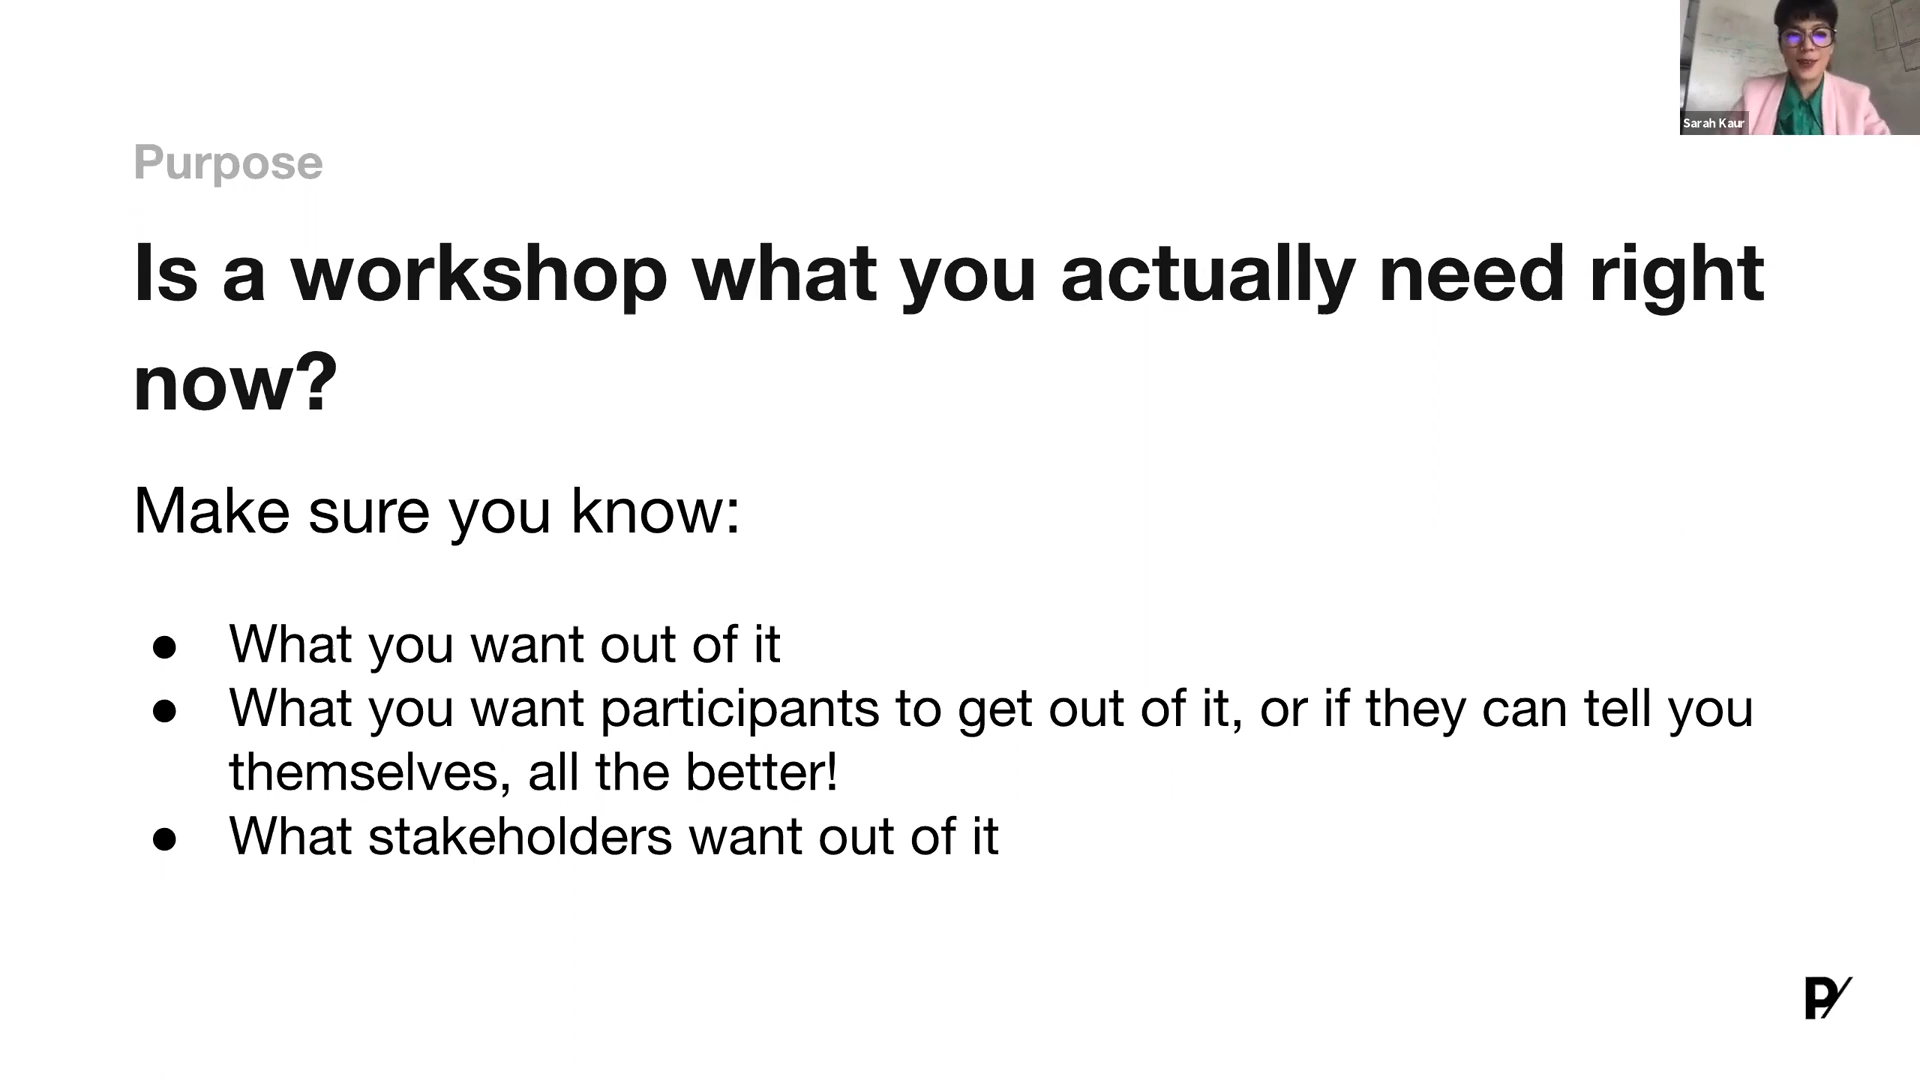 Sarah Kaur
Purpose
Is a workshop what you actually need right
now?
Make sure you know:
● What you want out of it
● What you want participants to get out of it, or if they can tell you
themselves, all the better!
● What stakeholders want out of it
P/